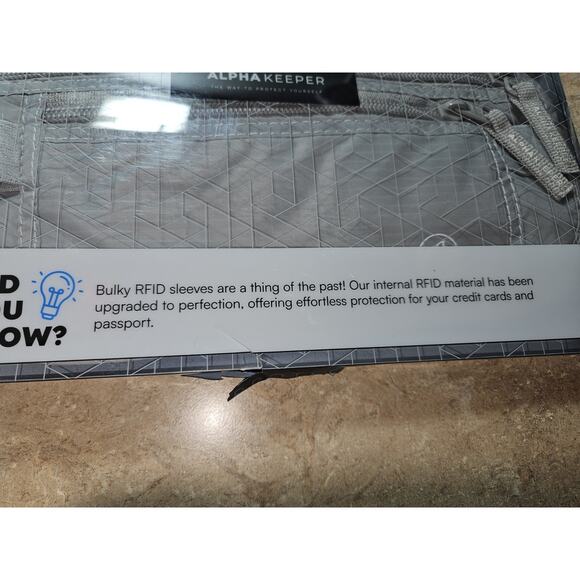 ALPHA KEEPER
THE WAY TO PROTECT YOURSELF
D
OU
OW?
Bulky RFID sleeves are a thing of the past! Our internal RFID material has been
upgraded to perfection, offering effortless protection for your credit cards and
passport.